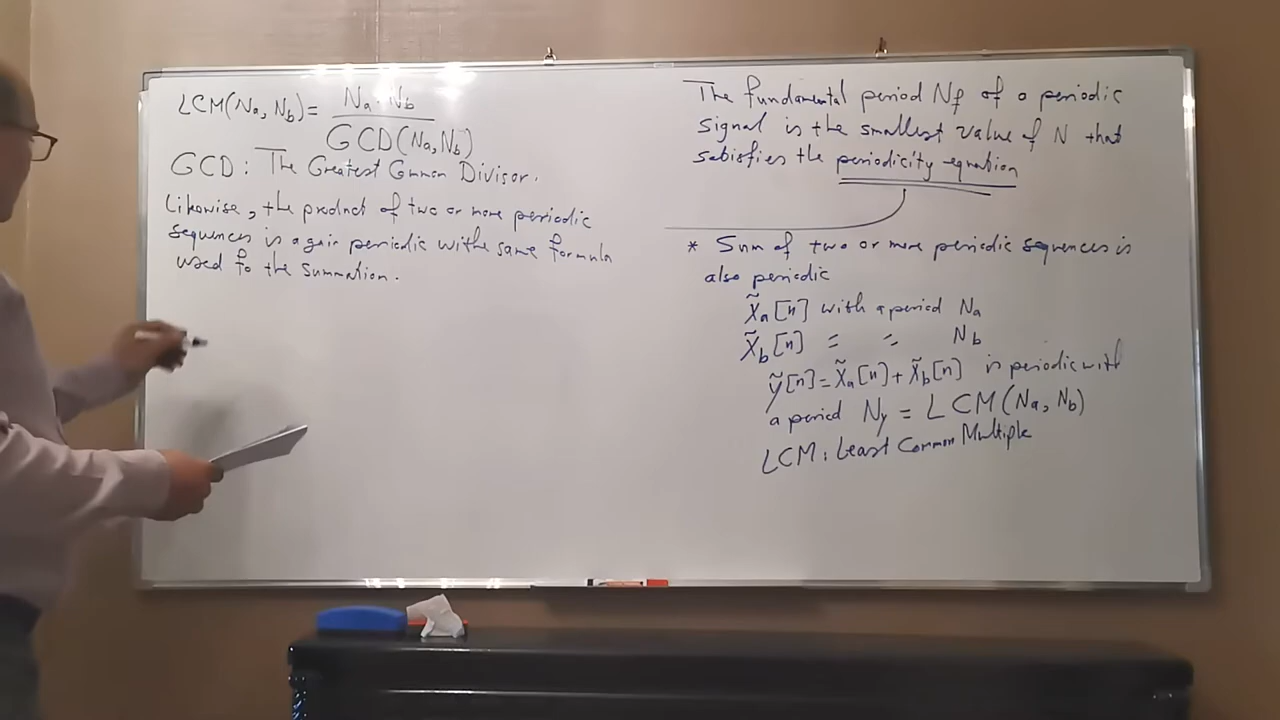 LCM(Na, Nb) = Na · Nb / GCD(Na, Nb)
GCD : The Greatest Common Divisor.
Likewise, the product of two or more periodic
sequences is again periodic with same formula
used fo the summation.
The fundamental period Nf of a periodic
signal is the smallest value of N that
satisfies the periodicity equation
* Sum of two or more periodic sequences is
also periodic
x̃a[n] with a period Na
x̃b[n] = = Nb
ỹ[n] = x̃a[n] + x̃b[n] is periodic with
a period Ny = LCM(Na, Nb)
LCM : Least Common Multiple